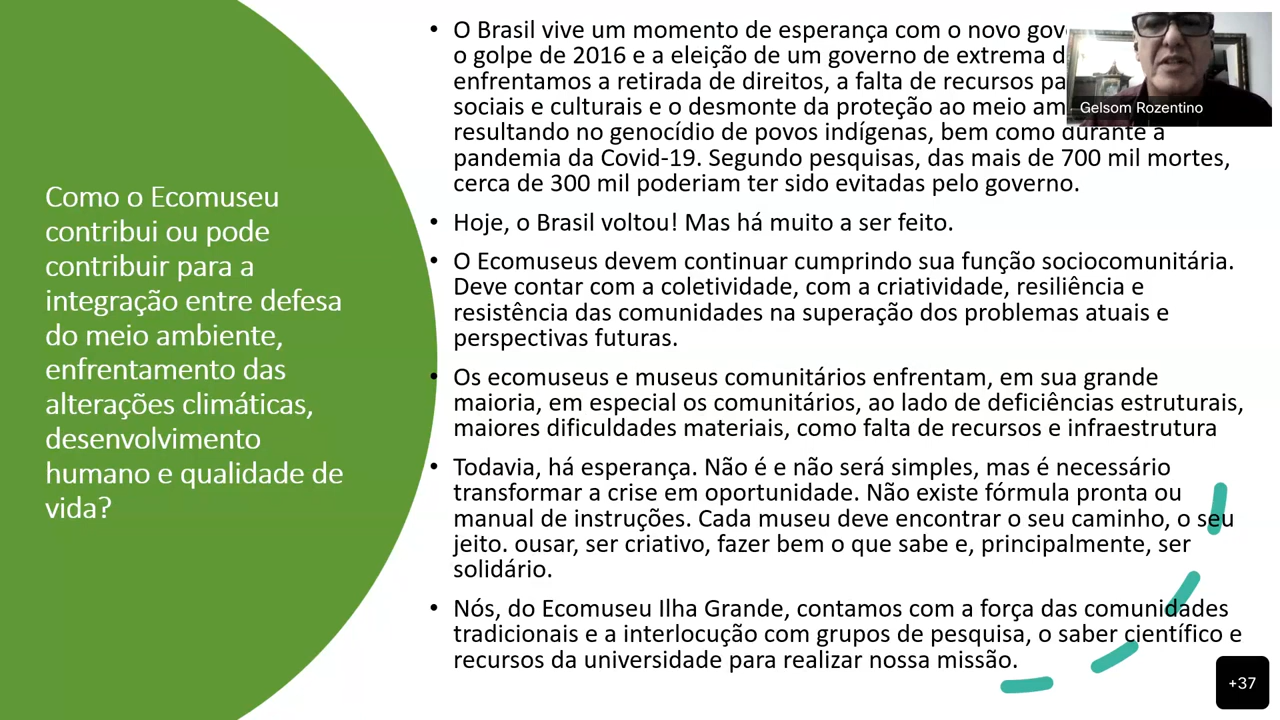 Como o Ecomuseu
contribui ou pode
contribuir para a
integração entre defesa
do meio ambiente,
enfrentamento das
alterações climáticas,
desenvolvimento
humano e qualidade de
vida?
• O Brasil vive um momento de esperança com o novo
o golpe de 2016 e a eleição de um governo de extrema
enfrentamos a retirada de direitos, a falta de recursos
sociais e culturais e o desmonte da proteção ao meio
resultando no genocídio de povos indígenas, bem como durante a
pandemia da Covid-19. Segundo pesquisas, das mais de 700 mil mortes,
cerca de 300 mil poderiam ter sido evitadas pelo governo.
• Hoje, o Brasil voltou! Mas há muito a ser feito.
• O Ecomuseus devem continuar cumprindo sua função sociocomunitária.
Deve contar com a coletividade, com a criatividade, resiliência e
resistência das comunidades na superação dos problemas atuais e
perspectivas futuras.
• Os ecomuseus e museus comunitários enfrentam, em sua grande
maioria, em especial os comunitários, ao lado de deficiências estruturais,
maiores dificuldades materiais, como falta de recursos e infraestrutura
• Todavia, há esperança. Não é e não será simples, mas é necessário
transformar a crise em oportunidade. Não existe fórmula pronta ou
manual de instruções. Cada museu deve encontrar o seu caminho, o seu
jeito. ousar, ser criativo, fazer bem o que sabe e, principalmente, ser
solidário.
• Nós, do Ecomuseu Ilha Grande, contamos com a força das comunidades
tradicionais e a interlocução com grupos de pesquisa, o saber científico e
recursos da universidade para realizar nossa missão.
Gelsom Rozentino
+37